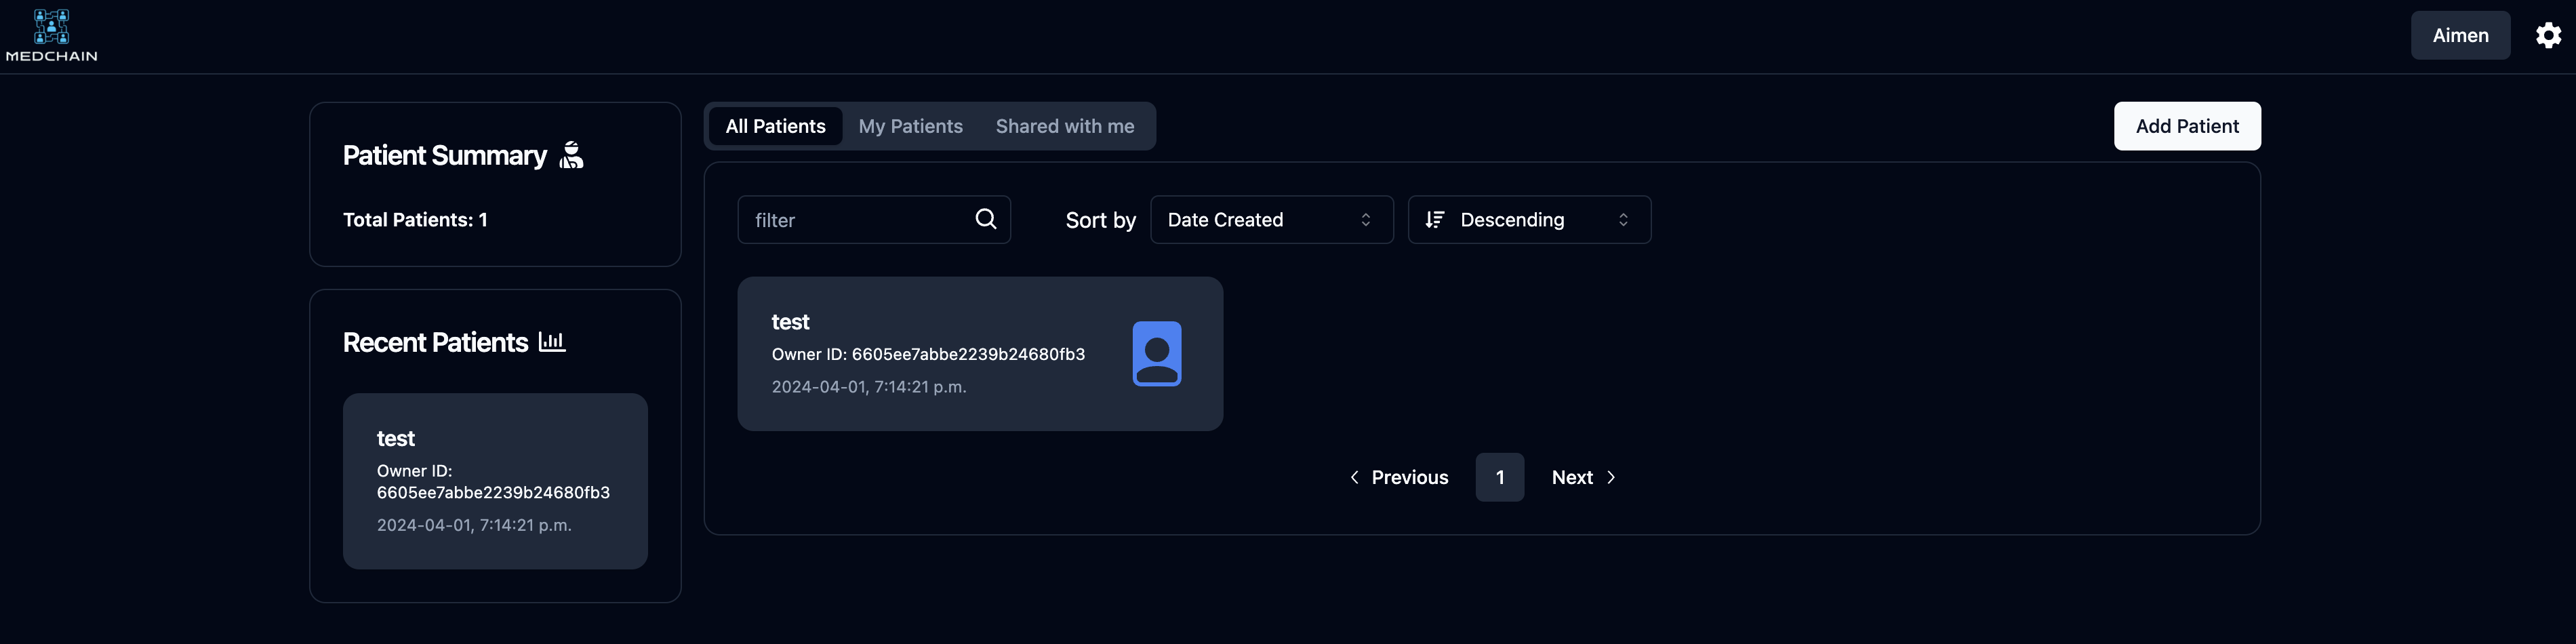 MEDCHAIN
Aimen
Patient Summary
Total Patients: 1
Recent Patients
test
Owner ID:
6605ee7abbe2239b24680fb3
2024-04-01, 7:14:21 p.m.
All Patients
My Patients
Shared with me
Add Patient
filter
Sort by
Date Created
Descending
test
Owner ID: 6605ee7abbe2239b24680fb3
2024-04-01, 7:14:21 p.m.
Previous
1
Next